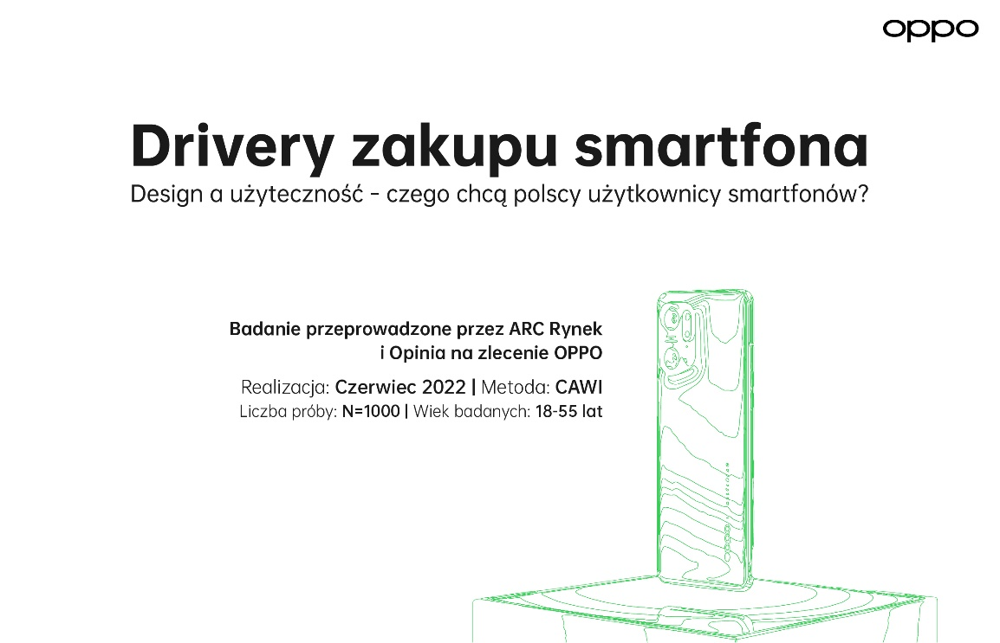 oppo
Drivery zakupu smartfona
Design a użyteczność - czego chcą polscy użytkownicy smartfonów?
Badanie przeprowadzone przez ARC Rynek
i Opinia na zlecenie OPPO
Realizacja: Czerwiec 2022 | Metoda: CAWI
Liczba próby: N=1000 | Wiek badanych: 18-55 lat
oppo